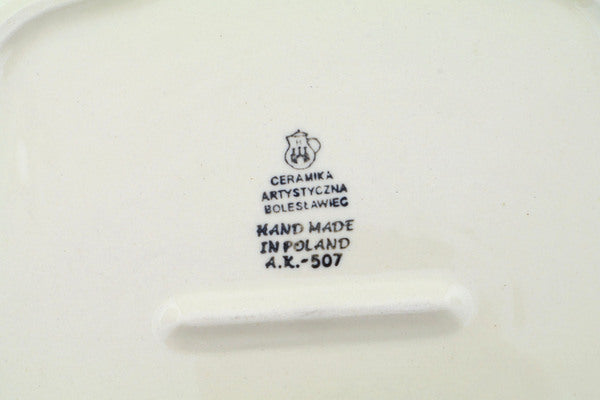 CERAMIKA
ARTYSTYCZNA
BOLESŁAWIEC
HAND MADE
IN POLAND
A.K.-507